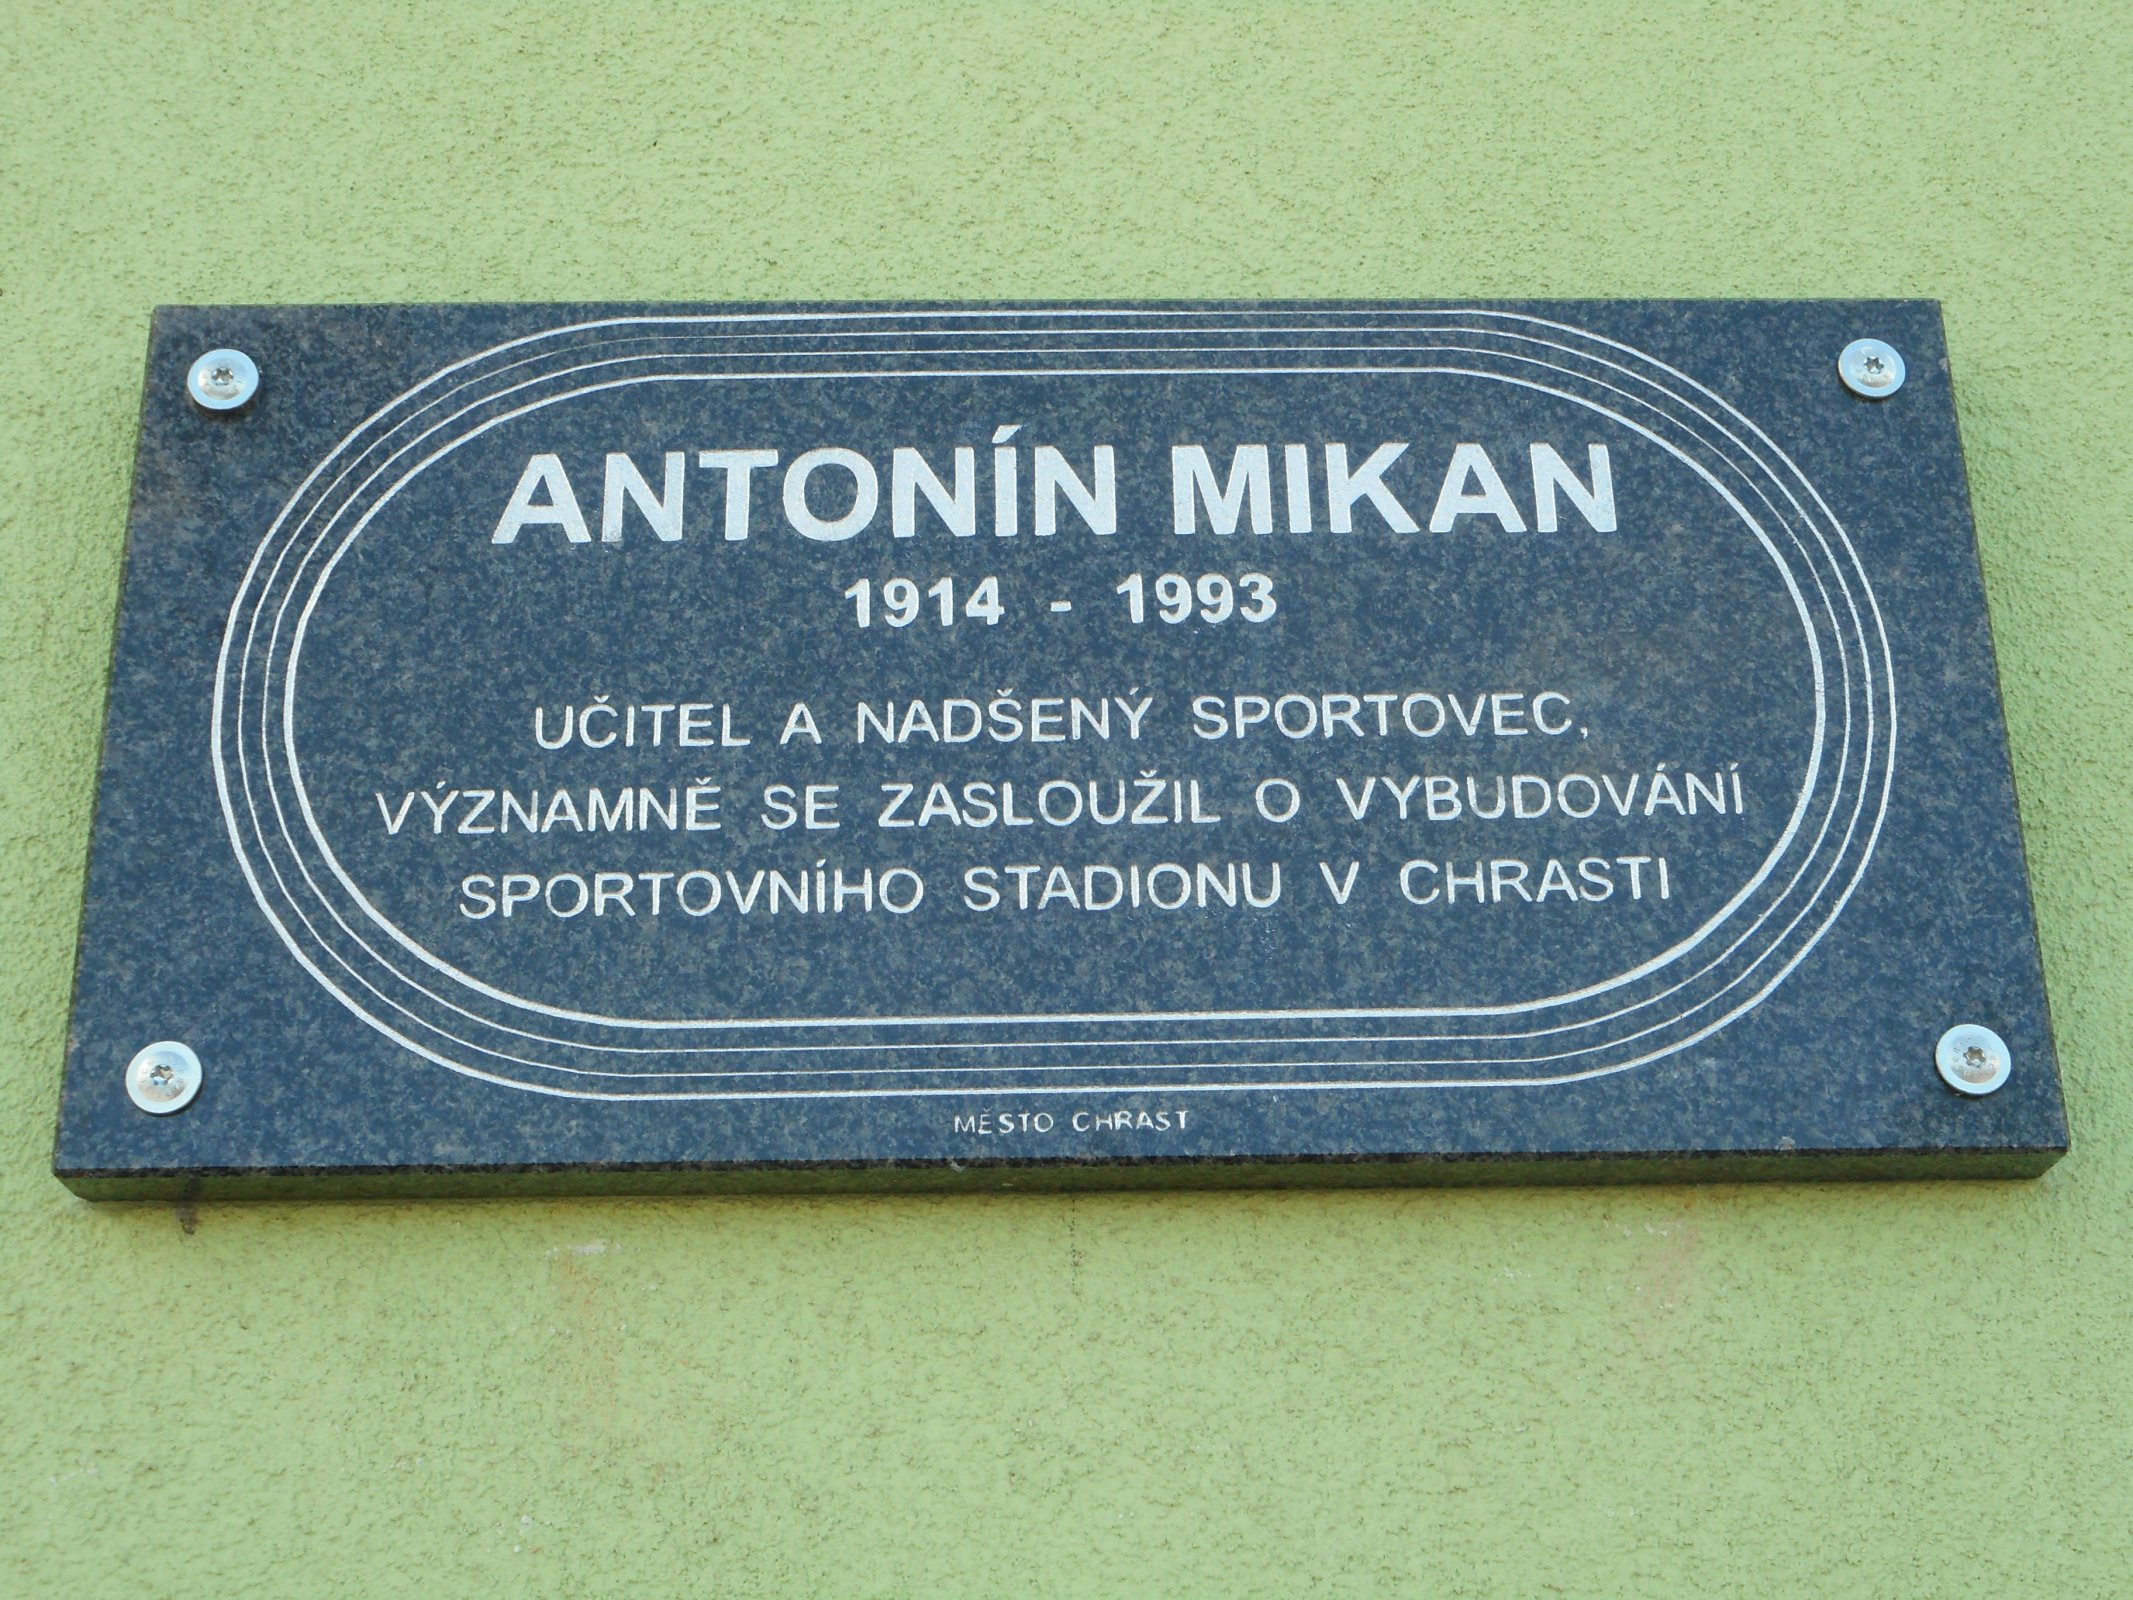 ANTONÍN MIKAN
1914 - 1993
UČITEL A NADŠENÝ SPORTOVEC,
VÝZNAMNĚ SE ZASLOUŽIL O VYBUDOVÁNÍ
SPORTOVNÍHO STADIONU V CHRASTI
MĚSTO CHRAST